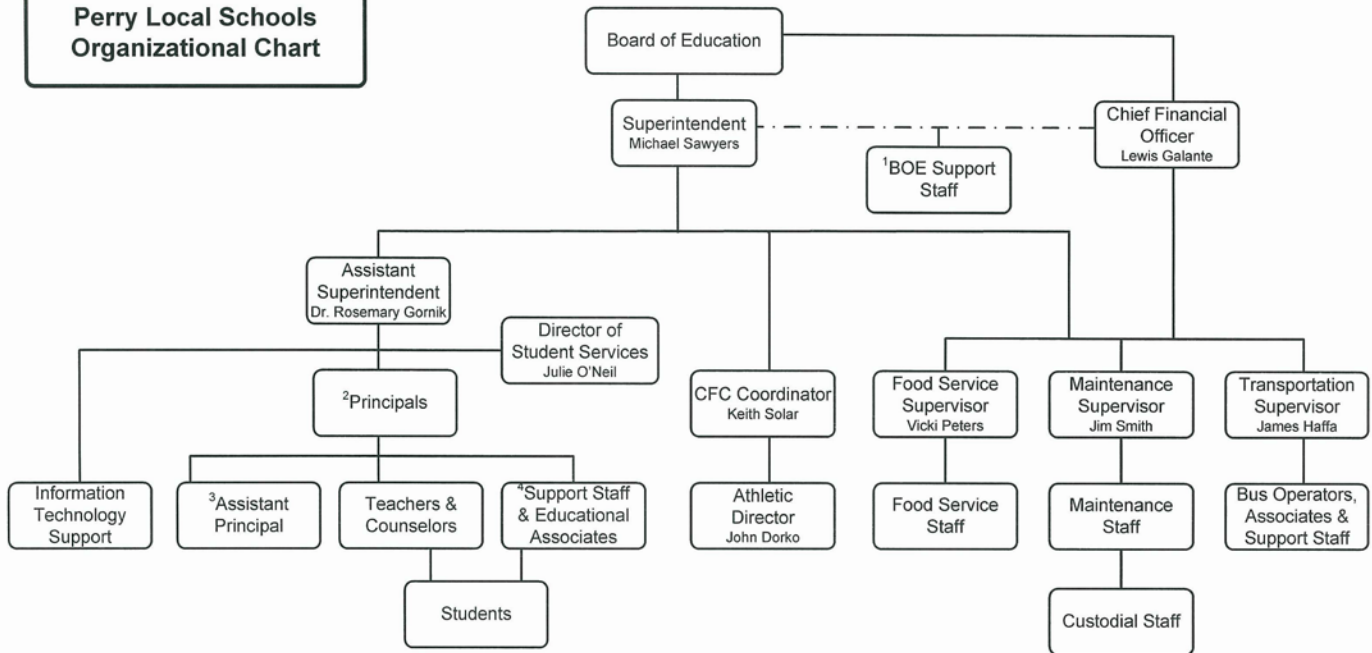 Perry Local Schools
Organizational Chart
Board of Education
Superintendent
Michael Sawyers
Chief Financial
Officer
Lewis Galante
¹BOE Support
Staff
Assistant
Superintendent
Dr. Rosemary Gornik
Director of
Student Services
Julie O'Neil
²Principals
CFC Coordinator
Keith Solar
Food Service
Supervisor
Vicki Peters
Maintenance
Supervisor
Jim Smith
Transportation
Supervisor
James Haffa
Information
Technology
Support
³Assistant
Principal
Teachers &
Counselors
⁴Support Staff
& Educational
Associates
Athletic
Director
John Dorko
Food Service
Staff
Maintenance
Staff
Bus Operators,
Associates &
Support Staff
Students
Custodial Staff